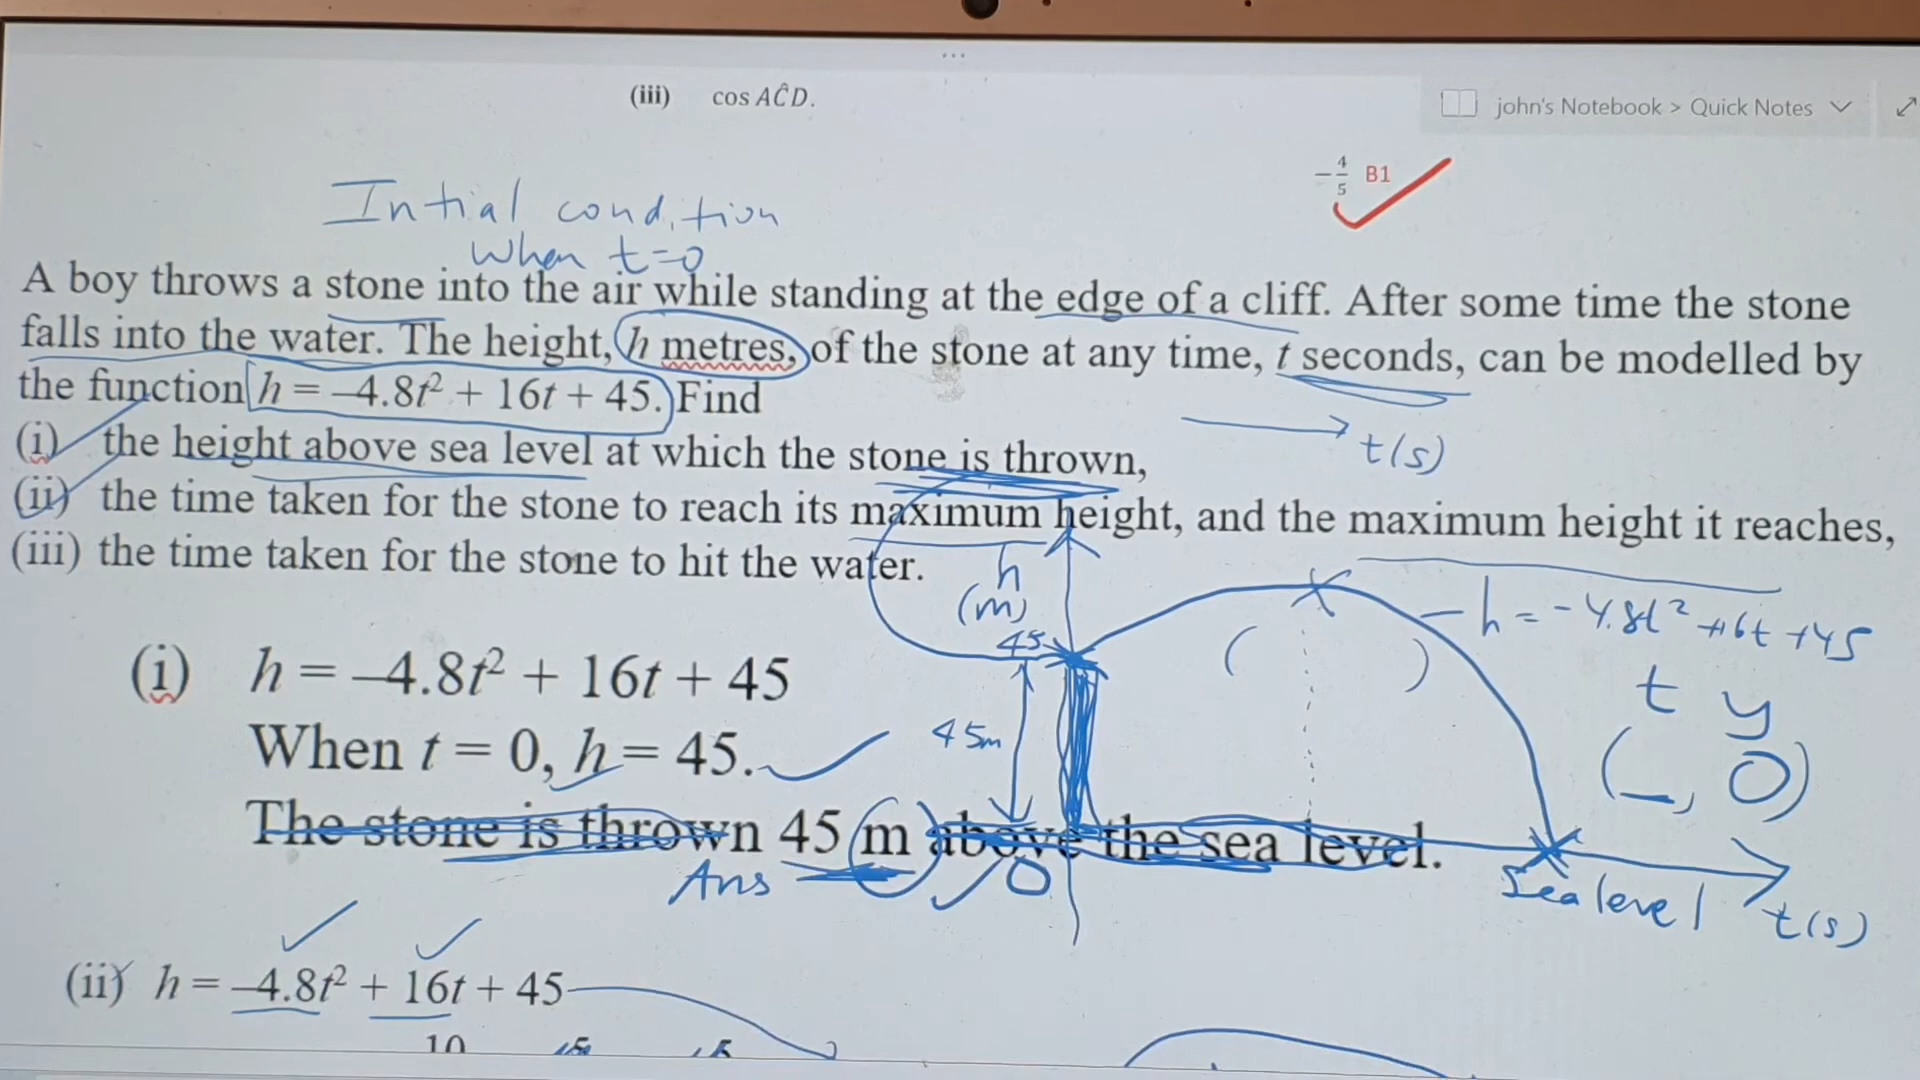 (iii) cos AĈD.
john's Notebook > Quick Notes
-4/5 B1
Intial condition
When t=0
A boy throws a stone into the air while standing at the edge of a cliff. After some time the stone
falls into the water. The height, h metres, of the stone at any time, t seconds, can be modelled by
the function h = –4.8t² + 16t + 45. Find
(i) the height above sea level at which the stone is thrown,
t(s)
(ii) the time taken for the stone to reach its maximum height, and the maximum height it reaches,
(iii) the time taken for the stone to hit the water.
h
(m)
h = -4.8t² +16t +45
45
(i) h = –4.8t² + 16t + 45
t y
When t = 0, h = 45.
45m
(_, 0)
The stone is thrown 45 m above the sea level.
Ans
0
Sea level
t(s)
(ii) h = –4.8t² + 16t + 45
10